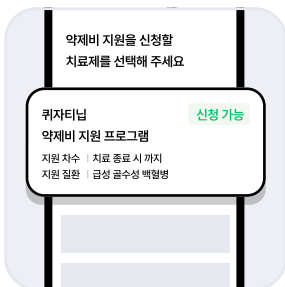 약제비 지원을 신청할
치료제를 선택해 주세요
퀴자티닙 신청 가능
약제비 지원 프로그램
지원 차수 | 치료 종료 시 까지
지원 질환 | 급성 골수성 백혈병